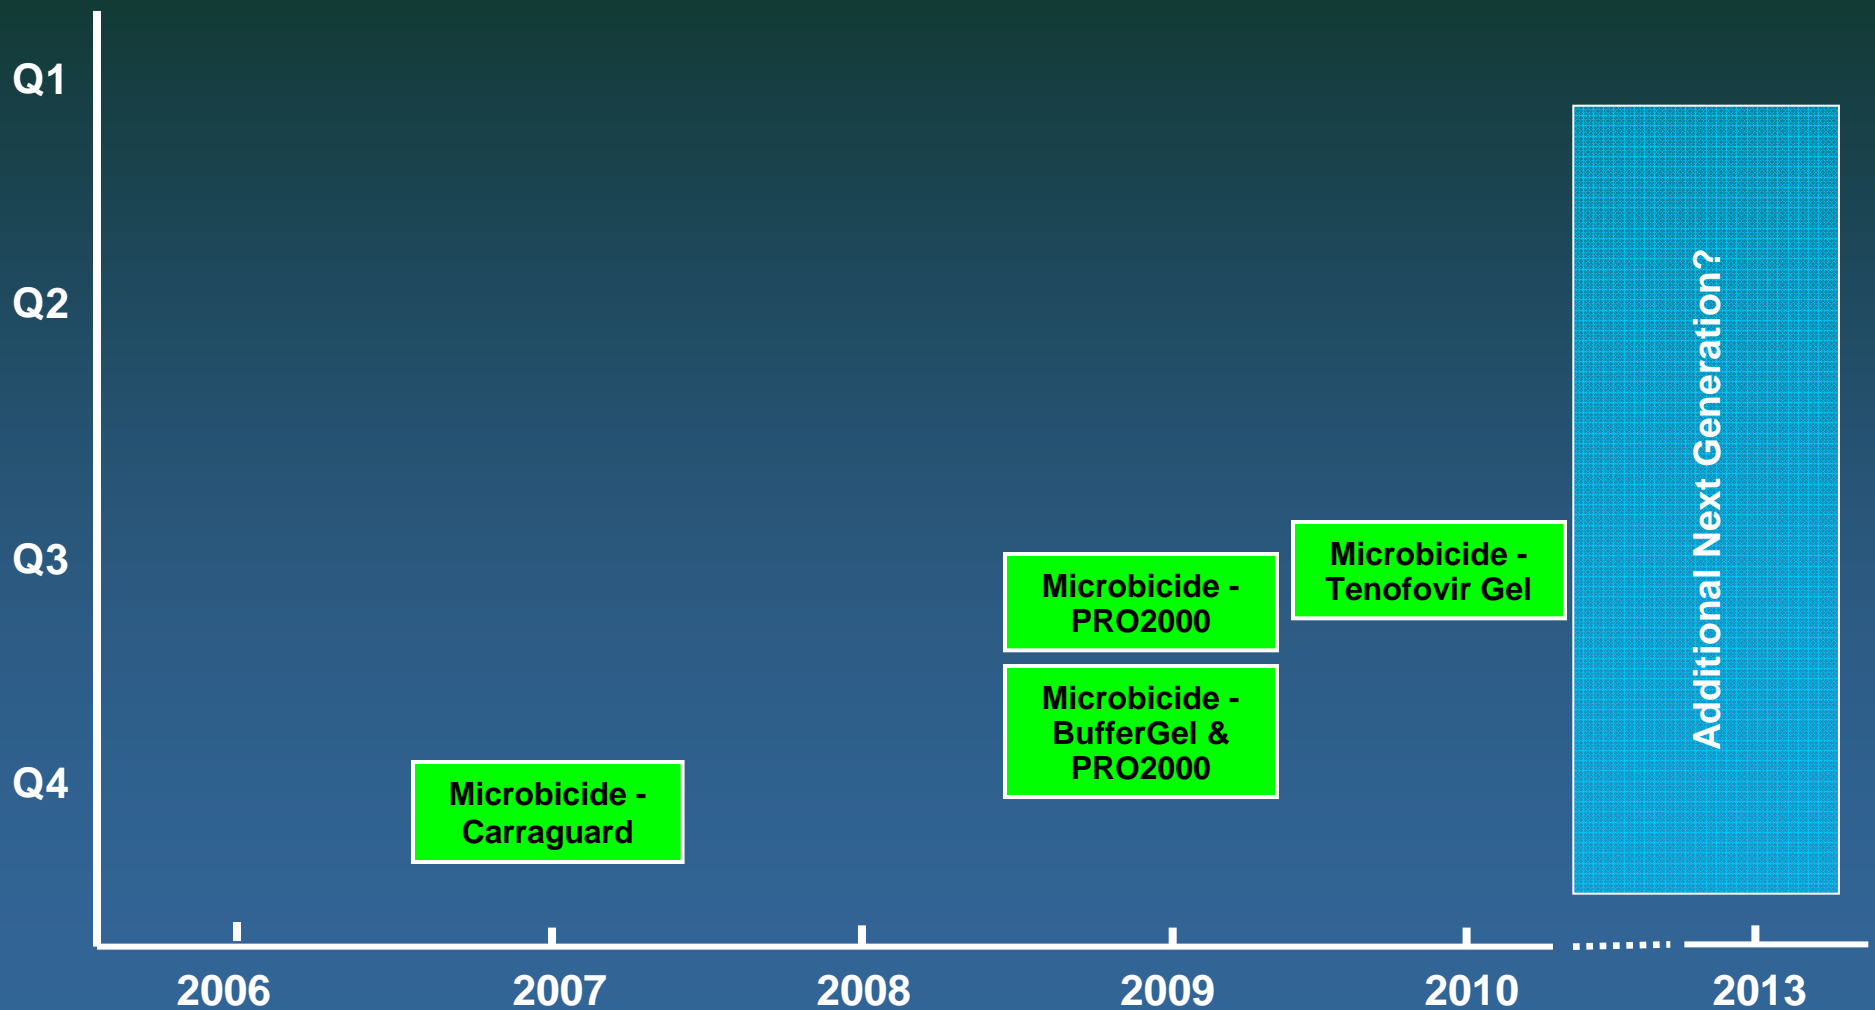 Q1
Q2
Q3
Q4
Microbicide -
Carraguard
Microbicide -
PRO2000
Microbicide -
BufferGel &
PRO2000
Microbicide -
Tenofovir Gel
Additional Next Generation?
2006
2007
2008
2009
2010
2013